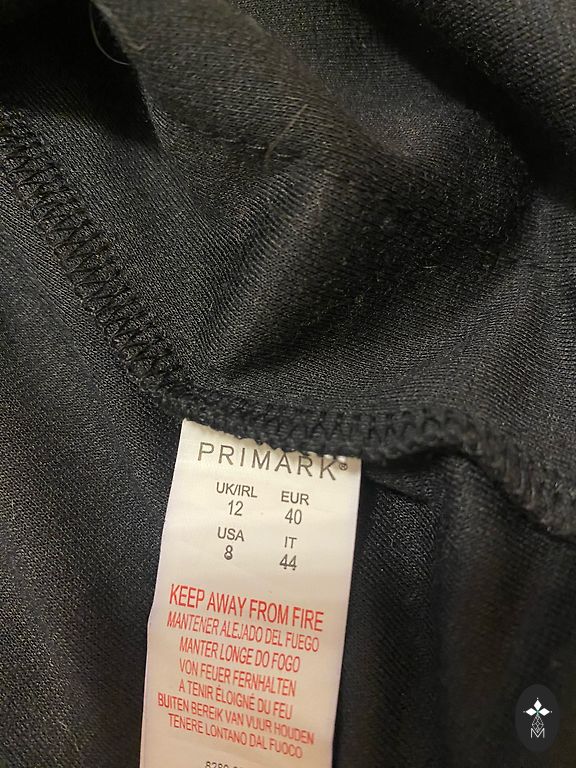 PRIMARK®
UK/IRL EUR
12 40
USA IT
8 44
KEEP AWAY FROM FIRE
MANTENER ALEJADO DEL FUEGO
MANTER LONGE DO FOGO
VON FEUER FERNHALTEN
A TENIR ÉLOIGNÉ DU FEU
BUITEN BEREIK VAN VUUR HOUDEN
TENERE LONTANO DAL FUOCO